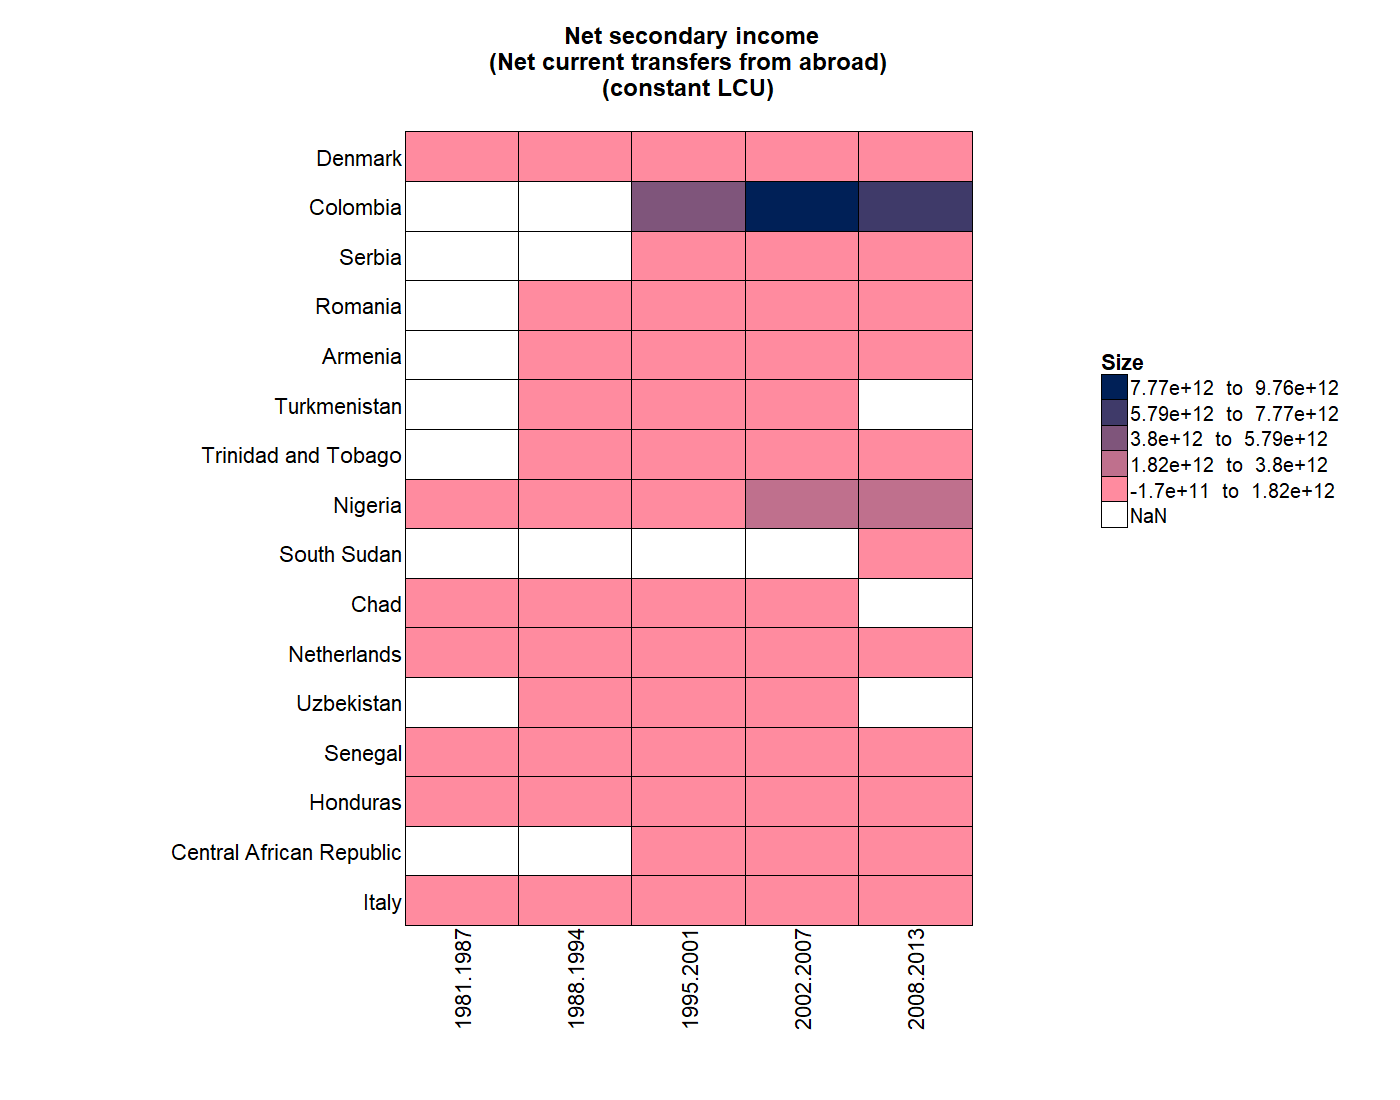 Net secondary income
(Net current transfers from abroad)
(constant LCU)
Denmark
Colombia
Serbia
Romania
Armenia
Turkmenistan
Trinidad and Tobago
Nigeria
South Sudan
Chad
Netherlands
Uzbekistan
Senegal
Honduras
Central African Republic
Italy
1981.1987
1988.1994
1995.2001
2002.2007
2008.2013
Size
7.77e+12 to 9.76e+12
5.79e+12 to 7.77e+12
3.8e+12 to 5.79e+12
1.82e+12 to 3.8e+12
-1.7e+11 to 1.82e+12
NaN